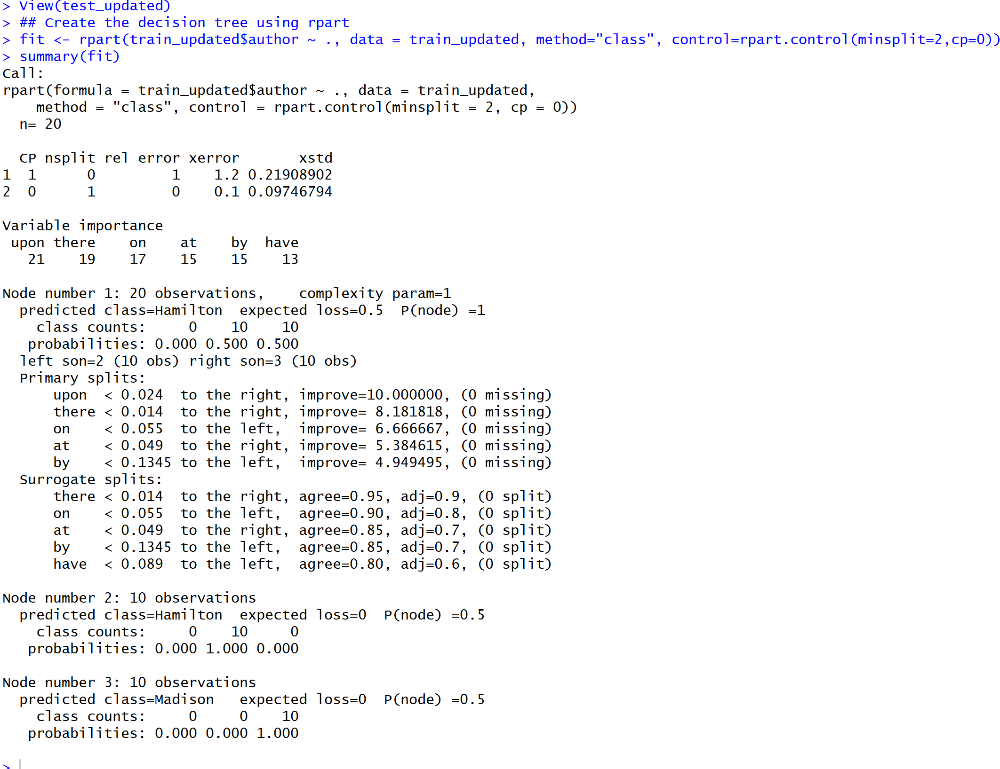 > View(test_updated)
> ## Create the decision tree using rpart
> fit <- rpart(train_updated$author ~ ., data = train_updated, method="class", control=rpart.control(minsplit=2,cp=0))
> summary(fit)
Call:
rpart(formula = train_updated$author ~ ., data = train_updated,
    method = "class", control = rpart.control(minsplit = 2, cp = 0))
  n= 20

  CP nsplit rel error xerror       xstd
1  1      0         1    1.2 0.21908902
2  0      1         0    0.1 0.09746794

Variable importance
 upon there    on    at    by  have
   21    19    17    15    15    13

Node number 1: 20 observations,    complexity param=1
  predicted class=Hamilton  expected loss=0.5  P(node) =1
    class counts:     0    10    10
   probabilities: 0.000 0.500 0.500
  left son=2 (10 obs) right son=3 (10 obs)
  Primary splits:
      upon  < 0.024  to the right, improve=10.000000, (0 missing)
      there < 0.014  to the right, improve= 8.181818, (0 missing)
      on    < 0.055  to the left,  improve= 6.666667, (0 missing)
      at    < 0.049  to the right, improve= 5.384615, (0 missing)
      by    < 0.1345 to the left,  improve= 4.949495, (0 missing)
  Surrogate splits:
      there < 0.014  to the right, agree=0.95, adj=0.9, (0 split)
      on    < 0.055  to the left,  agree=0.90, adj=0.8, (0 split)
      at    < 0.049  to the right, agree=0.85, adj=0.7, (0 split)
      by    < 0.1345 to the left,  agree=0.85, adj=0.7, (0 split)
      have  < 0.089  to the left,  agree=0.80, adj=0.6, (0 split)

Node number 2: 10 observations
  predicted class=Hamilton  expected loss=0  P(node) =0.5
    class counts:     0    10     0
   probabilities: 0.000 1.000 0.000

Node number 3: 10 observations
  predicted class=Madison   expected loss=0  P(node) =0.5
    class counts:     0     0    10
   probabilities: 0.000 0.000 1.000

>